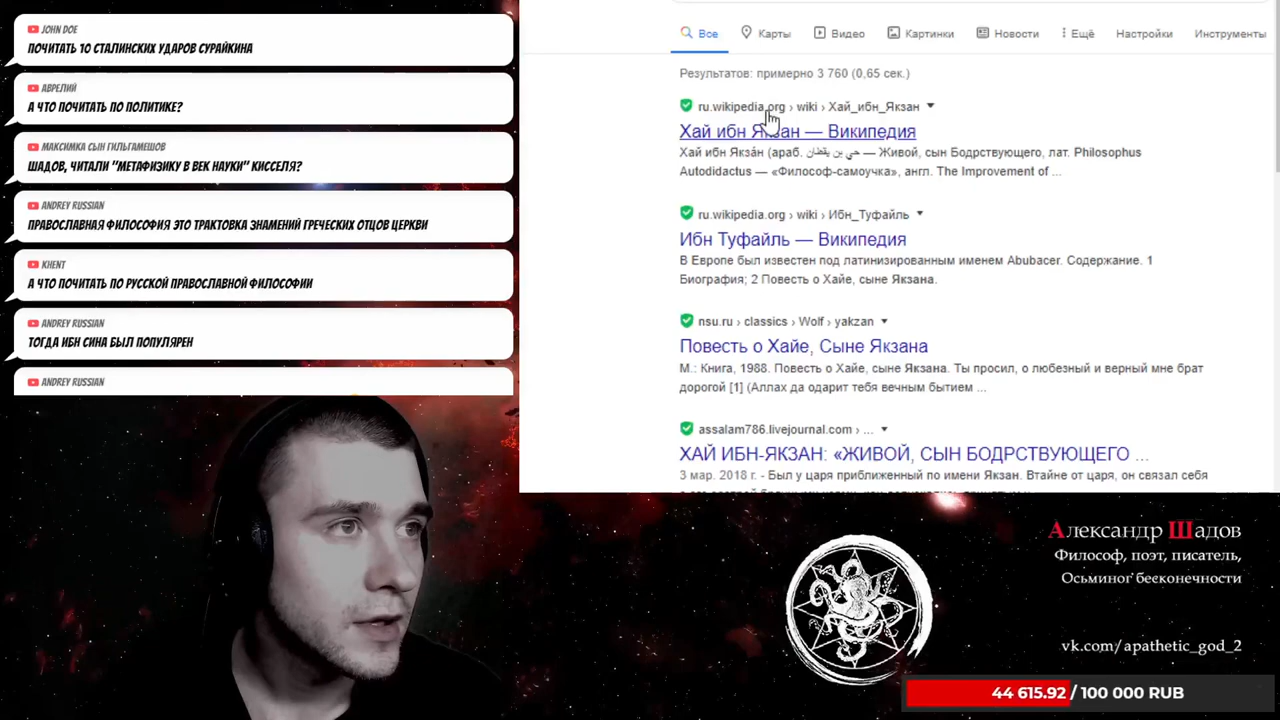 JOHN DOE
ПОЧИТАТЬ 10 СТАЛИНСКИХ УДАРОВ СУРАЙКИНА
АВРЕЛИЙ
А ЧТО ПОЧИТАТЬ ПО ПОЛИТИКЕ?
МАКСИМКА СЫН ГИЛЬГАМЕШОВ
ШАДОВ, ЧИТАЛИ "МЕТАФИЗИКУ В ВЕК НАУКИ" КИССЕЛЯ?
ANDREY RUSSIAN
ПРАВОСЛАВНАЯ ФИЛОСОФИЯ ЭТО ТРАКТОВКА ЗНАМЕНИЙ ГРЕЧЕСКИХ ОТЦОВ ЦЕРКВИ
KHENT
А ЧТО ПОЧИТАТЬ ПО РУССКОЙ ПРАВОСЛАВНОЙ ФИЛОСОФИИ
ANDREY RUSSIAN
ТОГДА ИБН СИНА БЫЛ ПОПУЛЯРЕН
ANDREY RUSSIAN
Все Карты Видео Картинки Новости Ещё Настройки Инструменты
Результатов: примерно 3 760 (0,65 сек.)
ru.wikipedia.org › wiki › Хай_ибн_Якзан
Хай ибн Якзан — Википедия
Хай ибн Якза́н (араб. حي بن يقظان — Живой, сын Бодрствующего, лат. Philosophus
Autodidactus — «Философ-самоучка», англ. The Improvement of ...
ru.wikipedia.org › wiki › Ибн_Туфайль
Ибн Туфайль — Википедия
В Европе был известен под латинизированным именем Abubacer. Содержание. 1
Биография; 2 Повесть о Хайе, сыне Якзана.
nsu.ru › classics › Wolf › yakzan
Повесть о Хайе, Сыне Якзана
М.: Книга, 1988. Повесть о Хайе, сыне Якзана. Ты просил, о любезный и верный мне брат
дорогой [1] (Аллах да одарит тебя вечным бытием ...
assalam786.livejournal.com › ...
ХАЙ ИБН-ЯКЗАН: «ЖИВОЙ, СЫН БОДРСТВУЮЩЕГО ...
3 мар. 2018 г. - Был у царя приближенный по имени Якзан. Втайне от царя, он связал себя
Александр Шадов
Философ, поэт, писатель,
Осьминог бесконечности
vk.com/apathetic_god_2
44 615.92 / 100 000 RUB